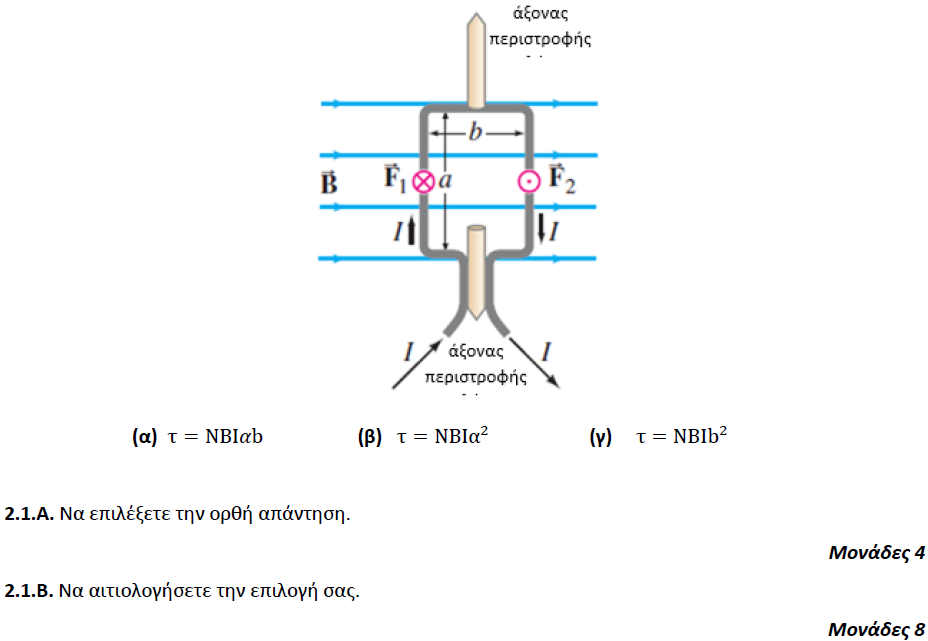 άξονας
περιστροφής
b
B⃗
F⃗₁
a
F⃗₂
I
I
I
άξονας
I
περιστροφής
(α) τ = NBIαb
(β) τ = NBIα²
(γ) τ = NBIb²
2.1.Α. Να επιλέξετε την ορθή απάντηση.
Μονάδες 4
2.1.Β. Να αιτιολογήσετε την επιλογή σας.
Μονάδες 8